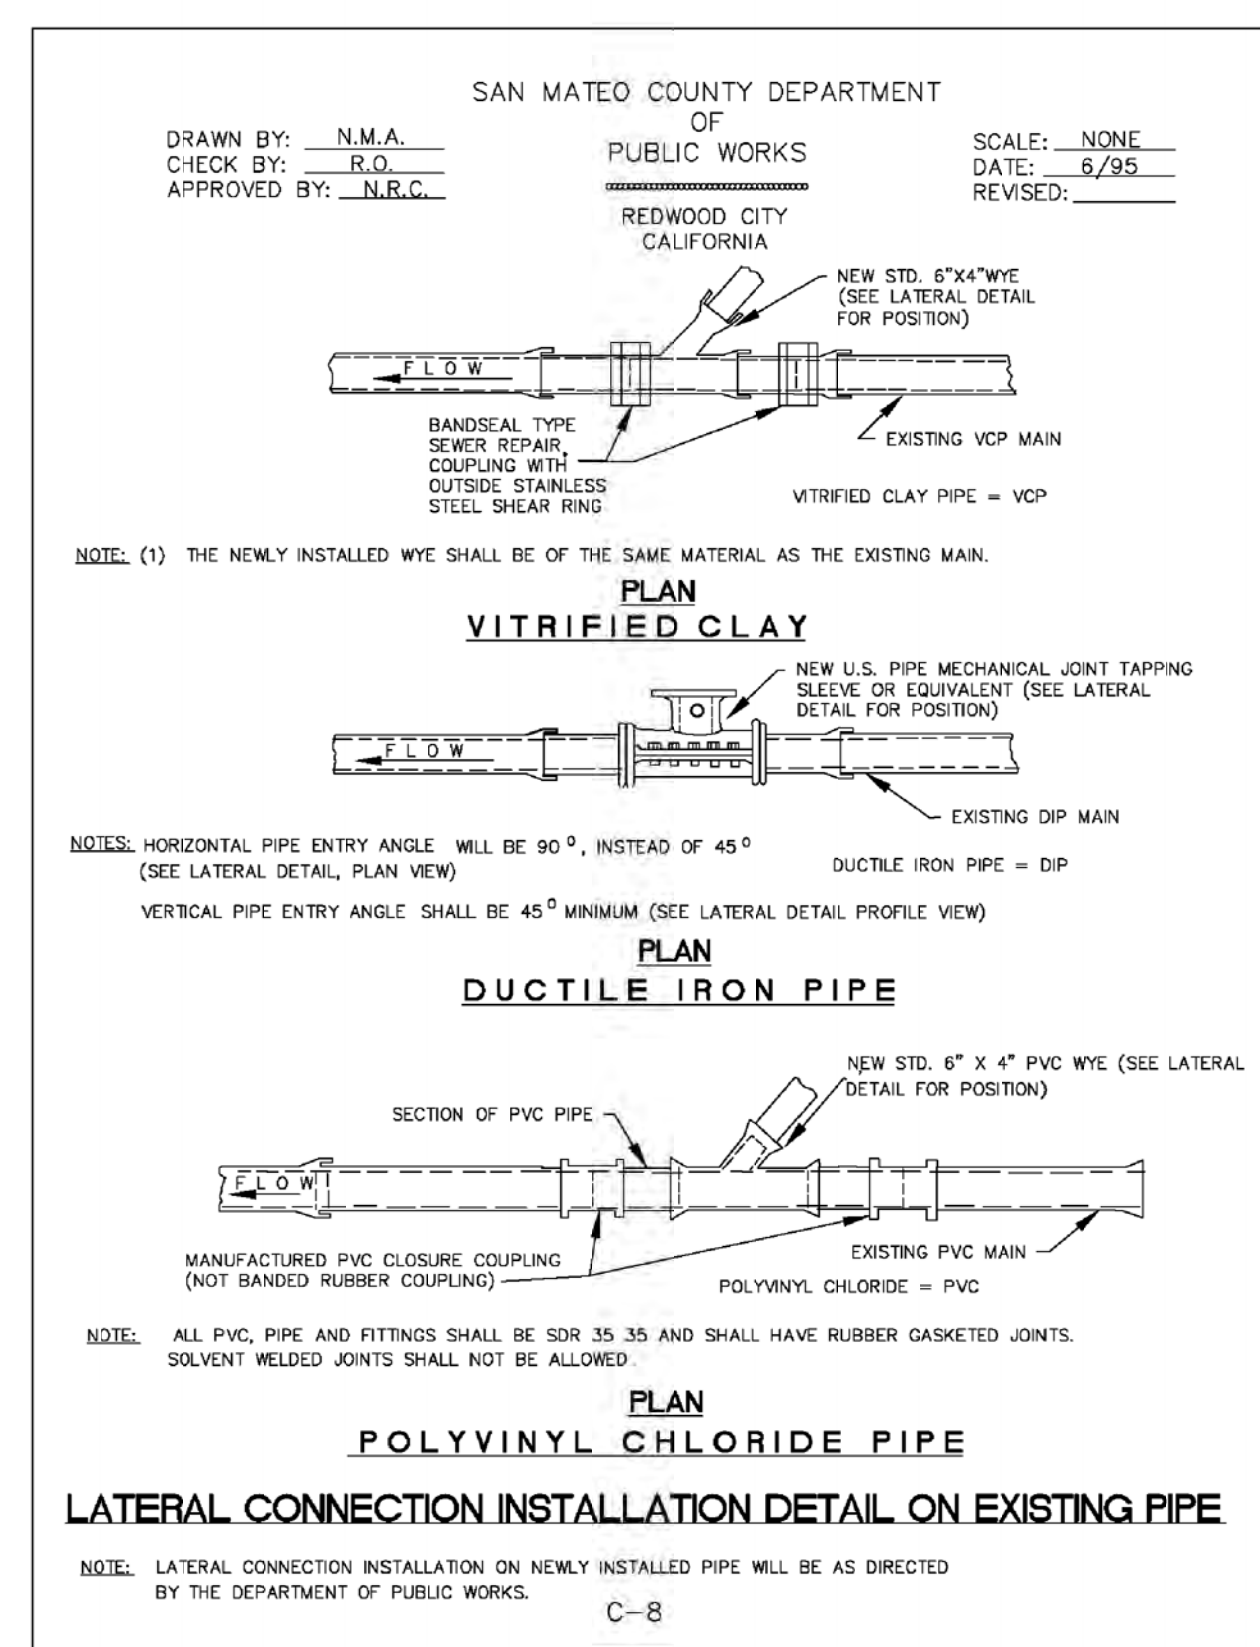 SAN MATEO COUNTY DEPARTMENT
OF
PUBLIC WORKS
REDWOOD CITY
CALIFORNIA
DRAWN BY: N.M.A.
CHECK BY: R.O.
APPROVED BY: N.R.C.
SCALE: NONE
DATE: 6/95
REVISED:
NEW STD. 6"X4"WYE
(SEE LATERAL DETAIL
FOR POSITION)
FLOW
BANDSEAL TYPE
SEWER REPAIR,
COUPLING WITH
OUTSIDE STAINLESS
STEEL SHEAR RING
EXISTING VCP MAIN
VITRIFIED CLAY PIPE = VCP
NOTE: (1) THE NEWLY INSTALLED WYE SHALL BE OF THE SAME MATERIAL AS THE EXISTING MAIN.
PLAN
VITRIFIED CLAY
NEW U.S. PIPE MECHANICAL JOINT TAPPING
SLEEVE OR EQUIVALENT (SEE LATERAL
DETAIL FOR POSITION)
FLOW
EXISTING DIP MAIN
NOTES: HORIZONTAL PIPE ENTRY ANGLE WILL BE 90°, INSTEAD OF 45°
(SEE LATERAL DETAIL, PLAN VIEW)
DUCTILE IRON PIPE = DIP
VERTICAL PIPE ENTRY ANGLE SHALL BE 45° MINIMUM (SEE LATERAL DETAIL PROFILE VIEW)
PLAN
DUCTILE IRON PIPE
NEW STD. 6" X 4" PVC WYE (SEE LATERAL
DETAIL FOR POSITION)
SECTION OF PVC PIPE
FLOW
MANUFACTURED PVC CLOSURE COUPLING
(NOT BANDED RUBBER COUPLING)
EXISTING PVC MAIN
POLYVINYL CHLORIDE = PVC
NOTE: ALL PVC, PIPE AND FITTINGS SHALL BE SDR 35 35 AND SHALL HAVE RUBBER GASKETED JOINTS.
SOLVENT WELDED JOINTS SHALL NOT BE ALLOWED.
PLAN
POLYVINYL CHLORIDE PIPE
LATERAL CONNECTION INSTALLATION DETAIL ON EXISTING PIPE
NOTE: LATERAL CONNECTION INSTALLATION ON NEWLY INSTALLED PIPE WILL BE AS DIRECTED
BY THE DEPARTMENT OF PUBLIC WORKS.
C-8